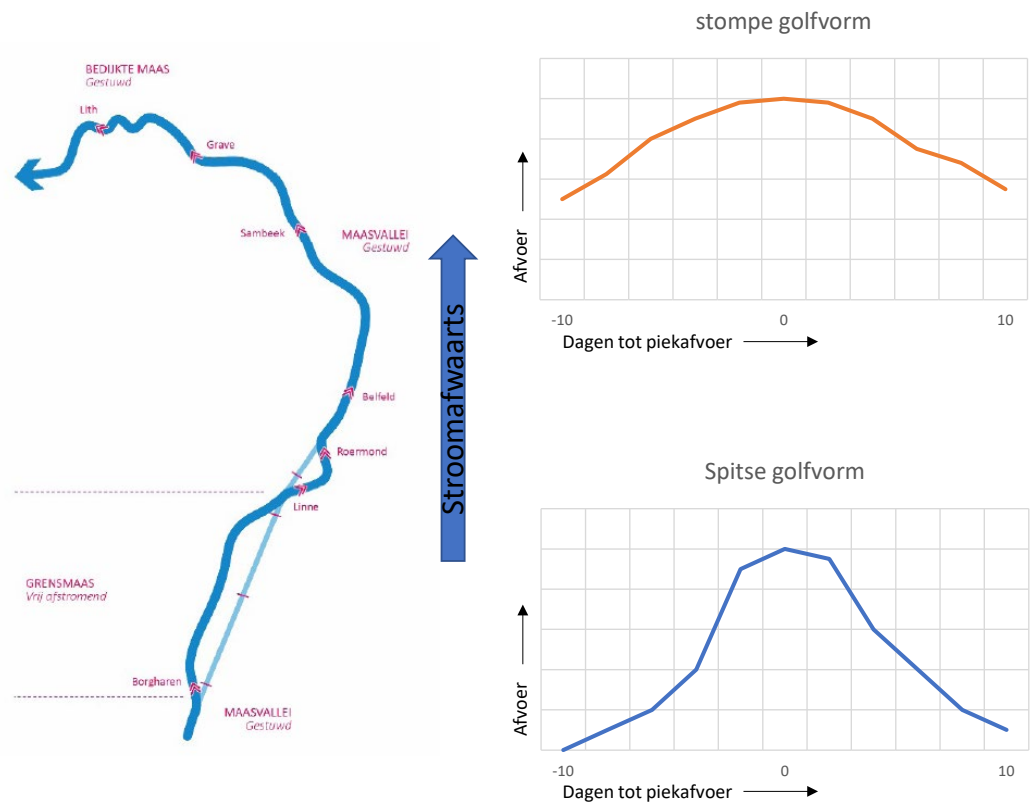 BEDIJKTE MAAS
Gestuwd
Lith
Grave
Sambeek
MAASVALLEI
Gestuwd
Belfeld
Roermond
Linne
GRENSMAAS
Vrij afstromend
Borgharen
MAASVALLEI
Gestuwd
Stroomafwaarts
stompe golfvorm
Afvoer
-10
0
10
Dagen tot piekafvoer
Spitse golfvorm
Afvoer
-10
0
10
Dagen tot piekafvoer